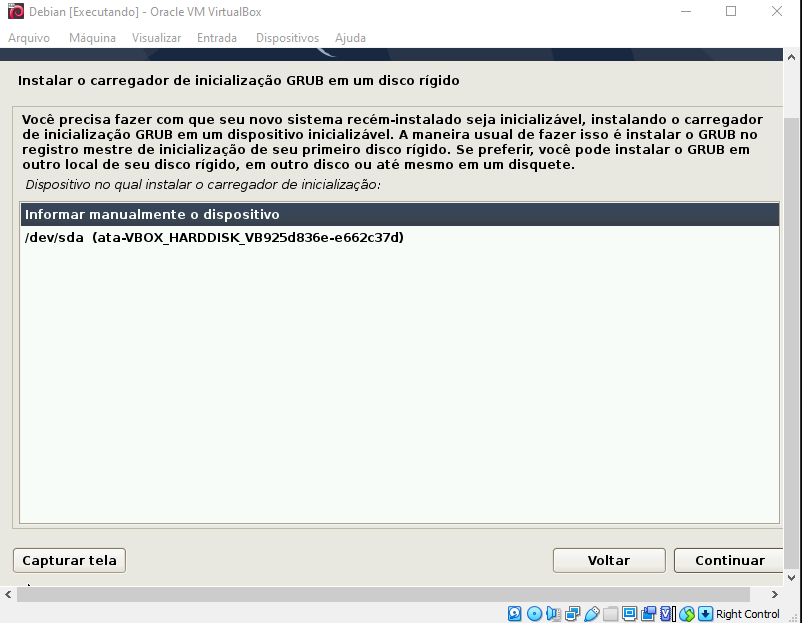 Debian [Executando] - Oracle VM VirtualBox
Arquivo Máquina Visualizar Entrada Dispositivos Ajuda
Instalar o carregador de inicialização GRUB em um disco rígido
Você precisa fazer com que seu novo sistema recém-instalado seja inicializável, instalando o carregador
de inicialização GRUB em um dispositivo inicializável. A maneira usual de fazer isso é instalar o GRUB no
registro mestre de inicialização de seu primeiro disco rígido. Se preferir, você pode instalar o GRUB em
outro local de seu disco rígido, em outro disco ou até mesmo em um disquete.
Dispositivo no qual instalar o carregador de inicialização:
Informar manualmente o dispositivo
/dev/sda (ata-VBOX_HARDDISK_VB925d836e-e662c37d)
Capturar tela Voltar Continuar
Right Control